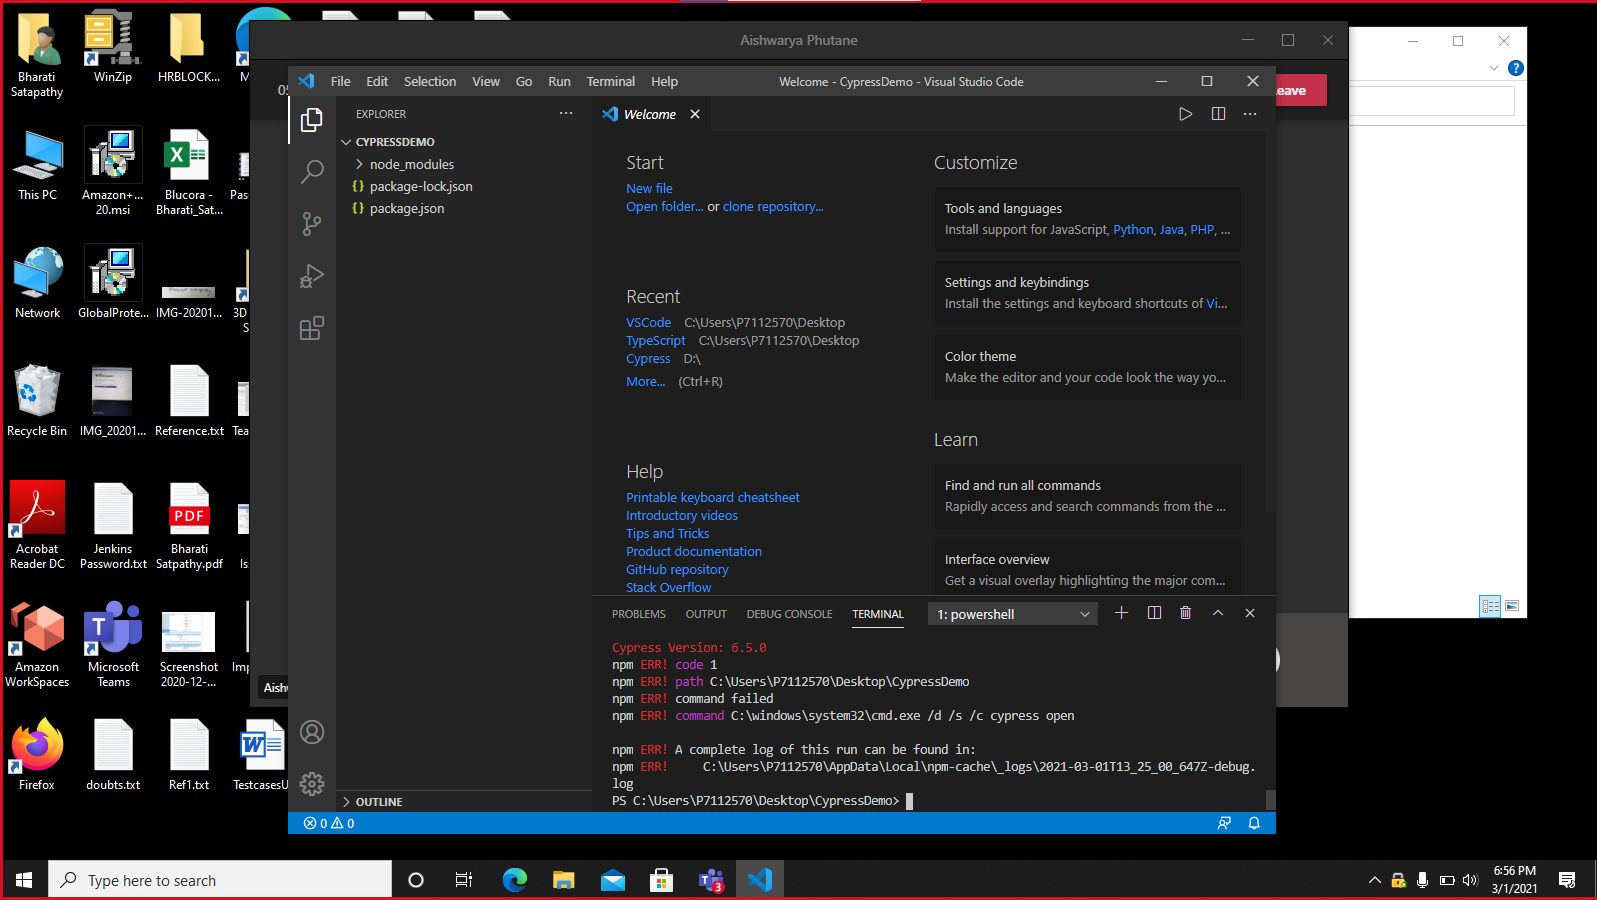 Bharati
Satapathy
WinZip
HRBLOCK...
This PC
Amazon+...
20.msi
Blucora -
Bharati_Sat...
Network
GlobalProte...
IMG-20201...
3D
Recycle Bin
IMG_20201...
Reference.txt
Acrobat
Reader DC
Jenkins
Password.txt
PDF
Bharati
Satpathy.pdf
Amazon
WorkSpaces
Microsoft
Teams
Screenshot
2020-12-...
Firefox
doubts.txt
Ref1.txt
Aishwarya Phutane
File Edit Selection View Go Run Terminal Help
Welcome - CypressDemo - Visual Studio Code
EXPLORER
CYPRESSDEMO
node_modules
package-lock.json
package.json
OUTLINE
Welcome
Start
New file
Open folder... or clone repository...
Recent
VSCode C:\Users\P7112570\Desktop
TypeScript C:\Users\P7112570\Desktop
Cypress D:\
More... (Ctrl+R)
Help
Printable keyboard cheatsheet
Introductory videos
Tips and Tricks
Product documentation
GitHub repository
Stack Overflow
Customize
Tools and languages
Install support for JavaScript, Python, Java, PHP, ...
Settings and keybindings
Install the settings and keyboard shortcuts of Vi...
Color theme
Make the editor and your code look the way yo...
Learn
Find and run all commands
Rapidly access and search commands from the ...
Interface overview
Get a visual overlay highlighting the major com...
PROBLEMS OUTPUT DEBUG CONSOLE TERMINAL 1: powershell
Cypress Version: 6.5.0
npm ERR! code 1
npm ERR! path C:\Users\P7112570\Desktop\CypressDemo
npm ERR! command failed
npm ERR! command C:\windows\system32\cmd.exe /d /s /c cypress open
npm ERR! A complete log of this run can be found in:
npm ERR! C:\Users\P7112570\AppData\Local\npm-cache\_logs\2021-03-01T13_25_00_647Z-debug.
log
PS C:\Users\P7112570\Desktop\CypressDemo>
0 0
Type here to search
3
6:56 PM
3/1/2021